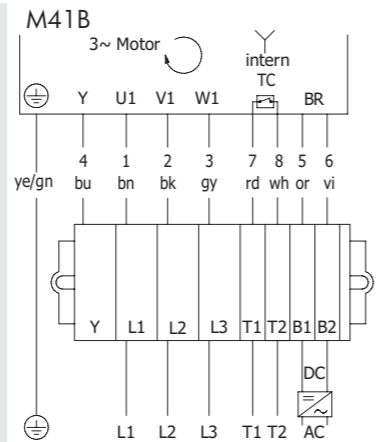 M41B
3~ Motor
intern
TC
Y U1 V1 W1 BR
4 1 2 3 7 8 5 6
ye/gn bu bn bk gy rd wh or vi
Y L1 L2 L3 T1 T2 B1 B2
DC
= ~
L1 L2 L3 T1 T2 AC